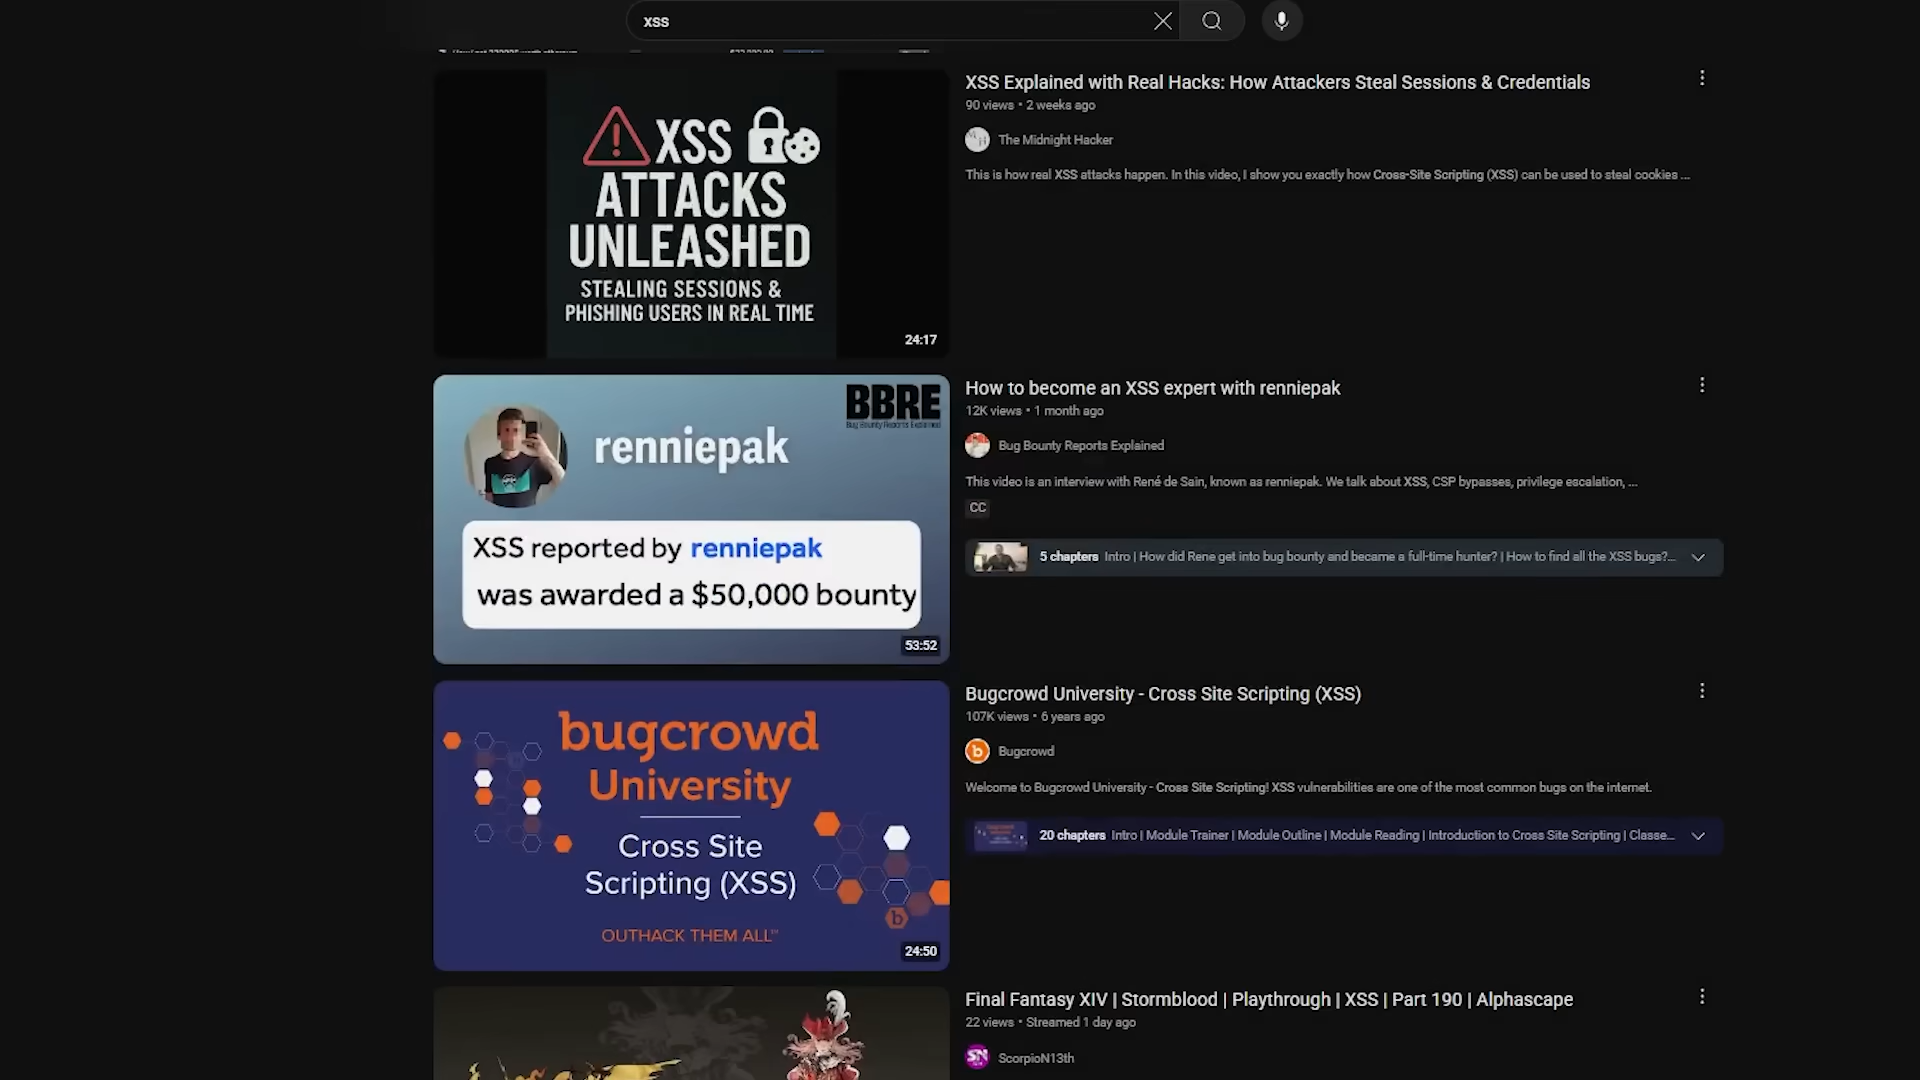 xss
XSS
ATTACKS
UNLEASHED
STEALING SESSIONS &
PHISHING USERS IN REAL TIME
24:17
XSS Explained with Real Hacks: How Attackers Steal Sessions & Credentials
90 views • 2 weeks ago
The Midnight Hacker
This is how real XSS attacks happen. In this video, I show you exactly how Cross-Site Scripting (XSS) can be used to steal cookies ...
BBRE
Bug Bounty Reports Explained
renniepak
XSS reported by renniepak
was awarded a $50,000 bounty
53:52
How to become an XSS expert with renniepak
12K views • 1 month ago
Bug Bounty Reports Explained
This video is an interview with René de Sain, known as renniepak. We talk about XSS, CSP bypasses, privilege escalation, ...
CC
5 chapters Intro | How did Rene get into bug bounty and became a full-time hunter? | How to find all the XSS bugs?...
bugcrowd
University
Cross Site
Scripting (XSS)
OUTHACK THEM ALL™
b
24:50
Bugcrowd University - Cross Site Scripting (XSS)
107K views • 6 years ago
b
Bugcrowd
Welcome to Bugcrowd University - Cross Site Scripting! XSS vulnerabilities are one of the most common bugs on the internet.
20 chapters Intro | Module Trainer | Module Outline | Module Reading | Introduction to Cross Site Scripting | Classe...
Final Fantasy XIV | Stormblood | Playthrough | XSS | Part 190 | Alphascape
22 views • Streamed 1 day ago
SN
ScorpioN13th